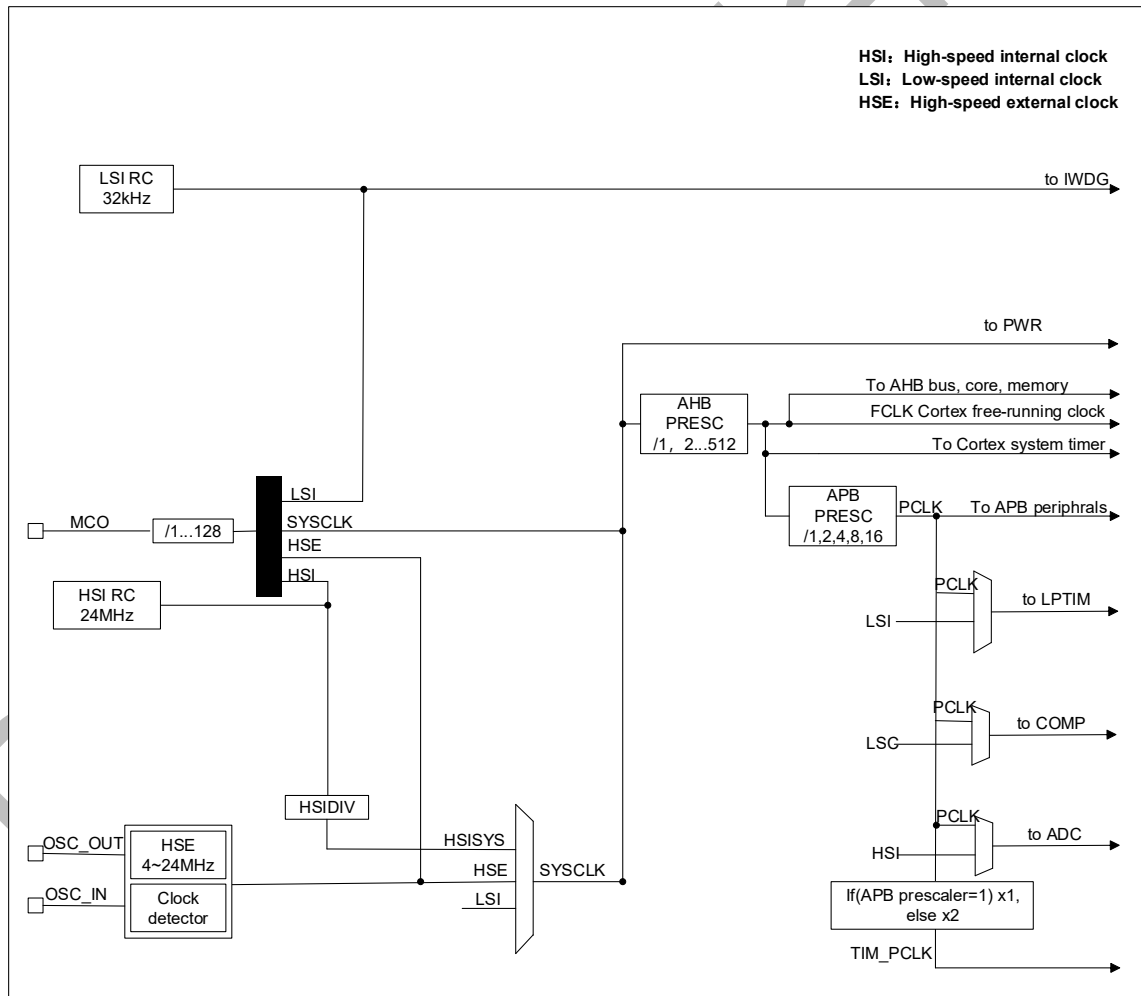 HSI：High-speed internal clock
LSI：Low-speed internal clock
HSE：High-speed external clock
LSI RC
32kHz
to IWDG
to PWR
AHB
PRESC
/1，2...512
To AHB bus, core, memory
FCLK Cortex free-running clock
To Cortex system timer
LSI
MCO
/1...128
SYSCLK
HSE
HSI
APB
PRESC
/1,2,4,8,16
PCLK
To APB periphrals
HSI RC
24MHz
PCLK
to LPTIM
LSI
PCLK
to COMP
LSC
HSIDIV
PCLK
to ADC
HSI
OSC_OUT
HSE
4~24MHz
HSISYS
HSE
SYSCLK
LSI
OSC_IN
Clock
detector
If(APB prescaler=1) x1,
else x2
TIM_PCLK